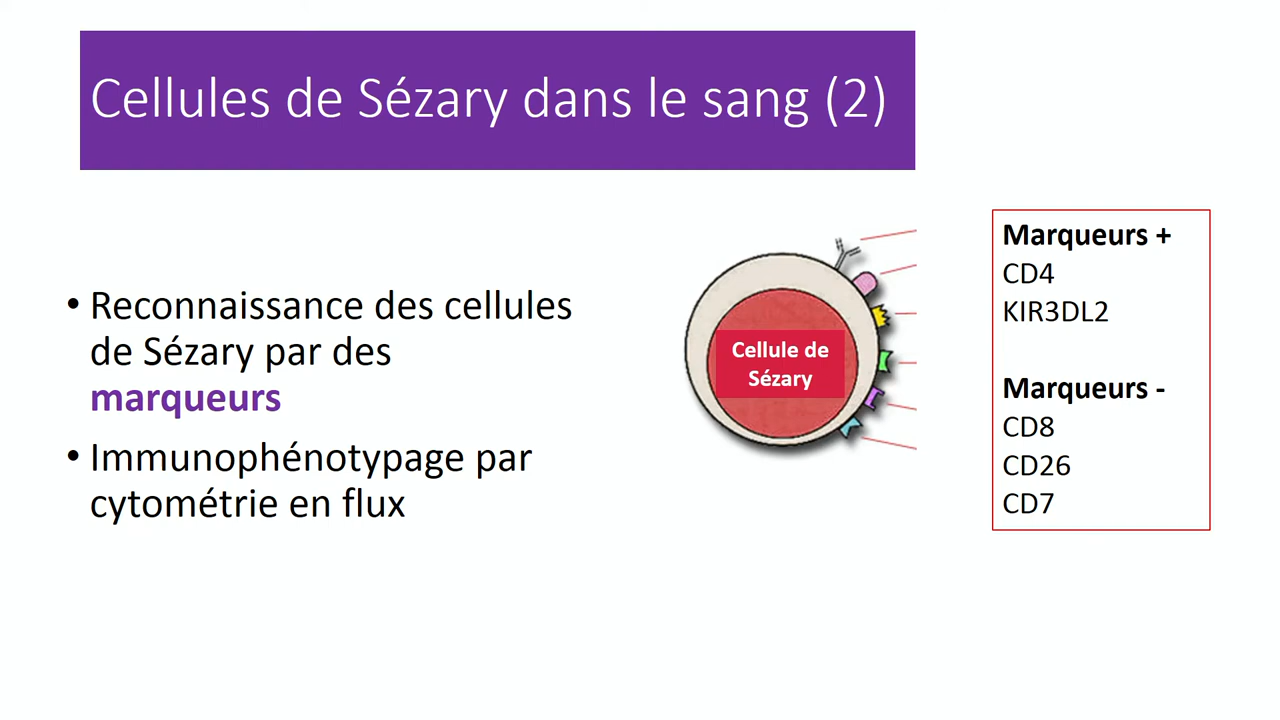 Cellules de Sézary dans le sang (2)
• Reconnaissance des cellules
de Sézary par des
marqueurs
• Immunophénotypage par
cytométrie en flux
Cellule de
Sézary
Marqueurs +
CD4
KIR3DL2
Marqueurs -
CD8
CD26
CD7